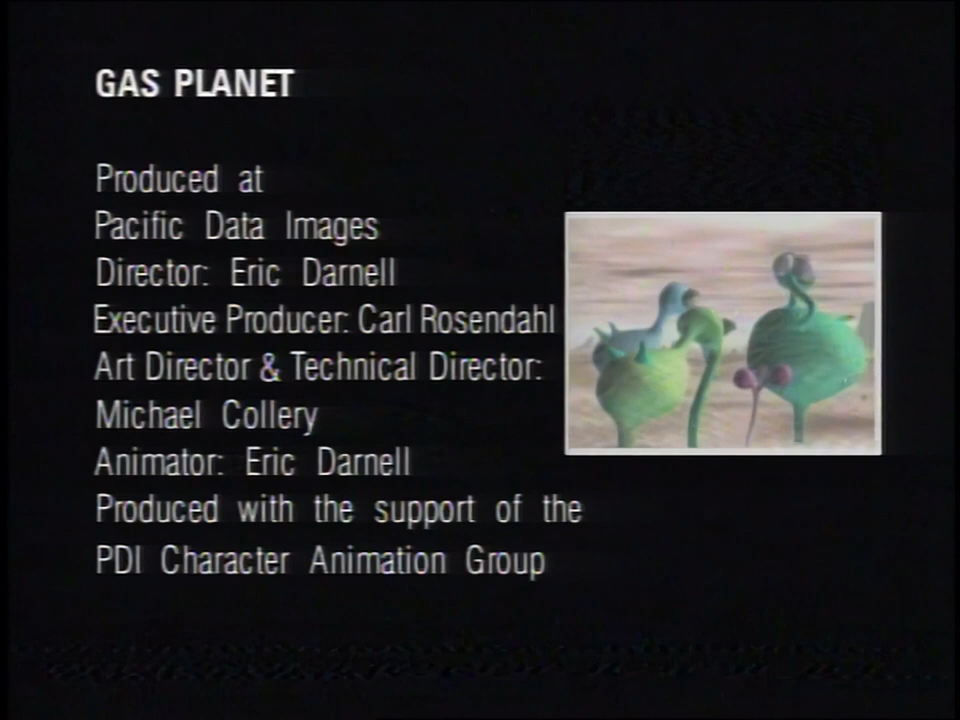 GAS PLANET
Produced at
Pacific Data Images
Director: Eric Darnell
Executive Producer: Carl Rosendahl
Art Director & Technical Director:
Michael Collery
Animator: Eric Darnell
Produced with the support of the
PDI Character Animation Group